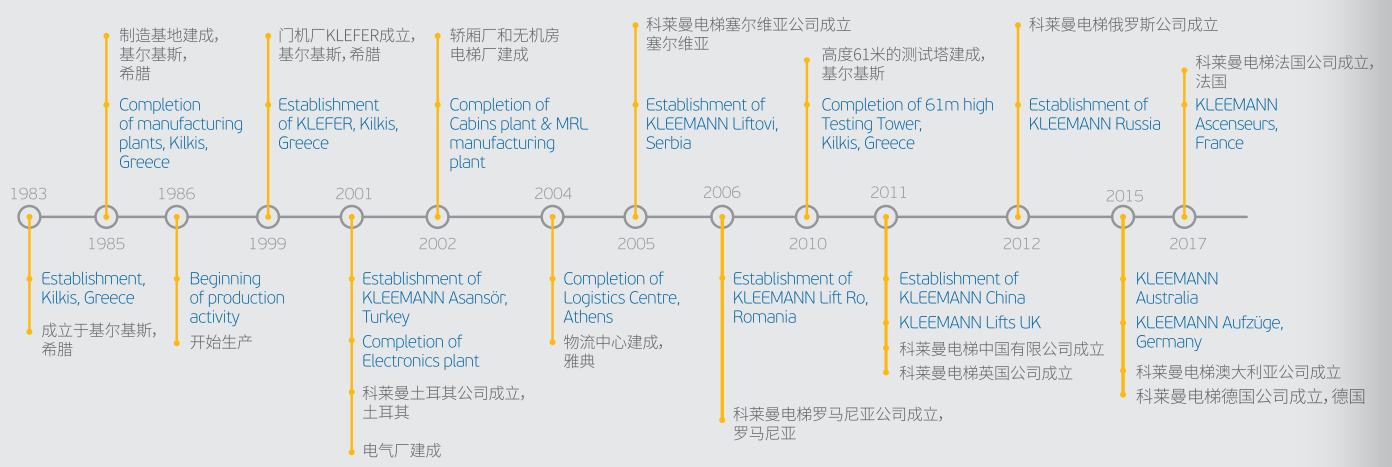 1983
Establishment,
Kilkis, Greece
成立于基尔基斯，
希腊
制造基地建成，
基尔基斯，
希腊
Completion
of manufacturing
plants, Kilkis,
Greece
1985
1986
Beginning
of production
activity
开始生产
门机厂KLEFER成立，
基尔基斯，希腊
Establishment
of KLEFER, Kilkis,
Greece
1999
2001
Establishment of
KLEEMANN Asansör,
Turkey
Completion of
Electronics plant
科莱曼土耳其公司成立，
土耳其
电气厂建成
轿厢厂和无机房
电梯厂建成
Completion of
Cabins plant & MRL
manufacturing
plant
2002
2004
Completion of
Logistics Centre,
Athens
物流中心建成，
雅典
科莱曼电梯塞尔维亚公司成立
塞尔维亚
Establishment of
KLEEMANN Liftovi,
Serbia
2005
2006
Establishment of
KLEEMANN Lift Ro,
Romania
科莱曼电梯罗马尼亚公司成立，
罗马尼亚
高度61米的测试塔建成，
基尔基斯
Completion of 61m high
Testing Tower,
Kilkis, Greece
2010
2011
Establishment of
KLEEMANN China
KLEEMANN Lifts UK
科莱曼电梯中国有限公司成立
科莱曼电梯英国公司成立
科莱曼电梯俄罗斯公司成立
Establishment of
KLEEMANN Russia
2012
2015
KLEEMANN
Australia
KLEEMANN Aufzüge,
Germany
科莱曼电梯澳大利亚公司成立
科莱曼电梯德国公司成立，德国
科莱曼电梯法国公司成立，
法国
KLEEMANN
Ascenseurs,
France
2017